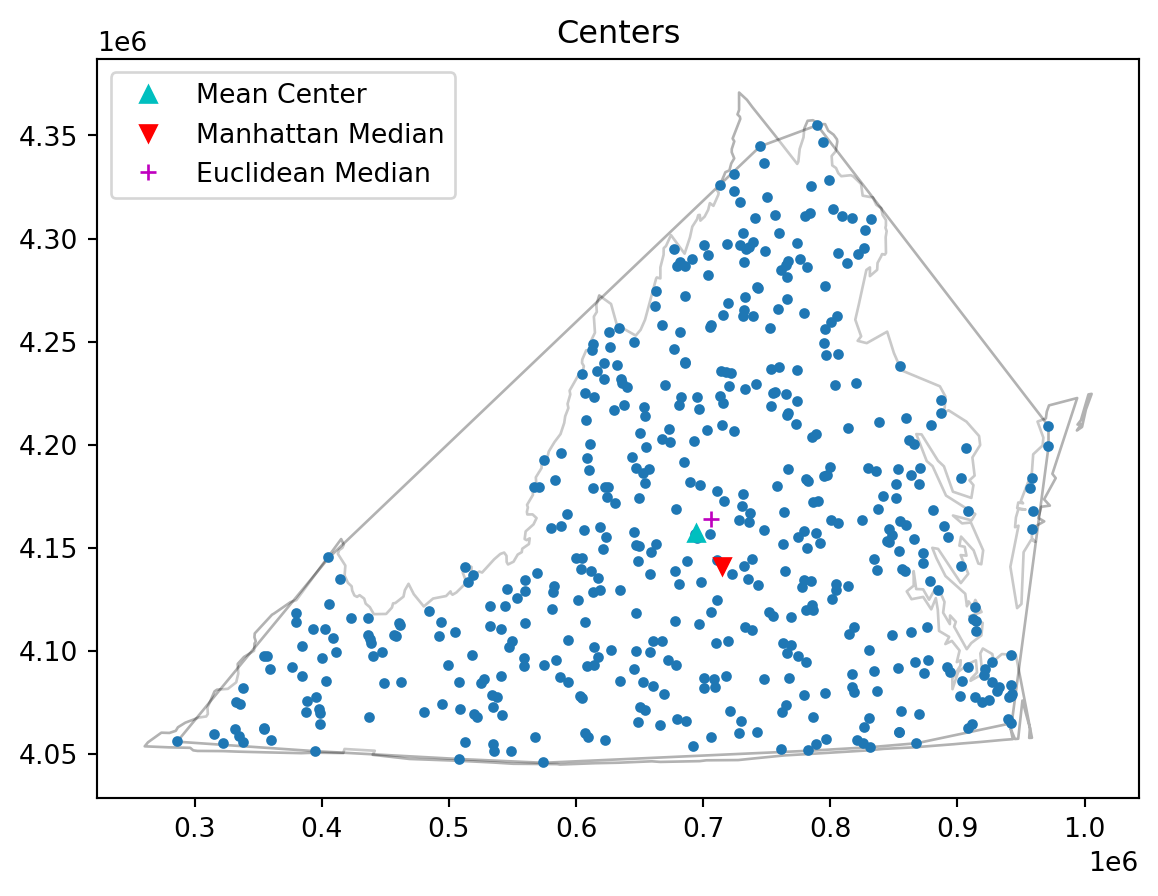 Centers
1e6
Mean Center
Manhattan Median
Euclidean Median
4.35
4.30
4.25
4.20
4.15
4.10
4.05
0.3 0.4 0.5 0.6 0.7 0.8 0.9 1.0
1e6